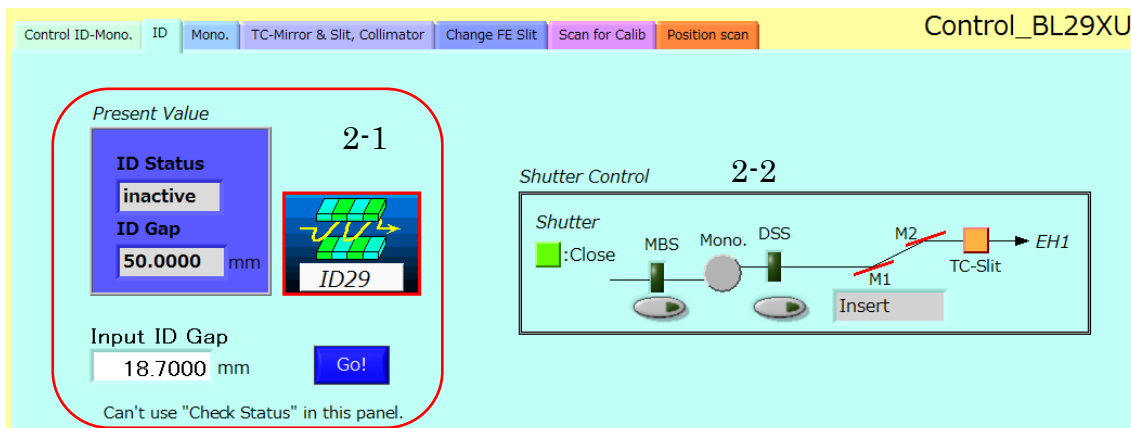 Control_BL29XU
Control ID-Mono. ID Mono. TC-Mirror & Slit, Collimator Change FE Slit Scan for Calib Position scan
Present Value
2-1
ID Status
inactive
ID Gap
50.0000 mm
ID29
Input ID Gap
18.7000 mm
Go!
Can't use "Check Status" in this panel.
Shutter Control
2-2
Shutter
:Close
MBS
Mono.
DSS
M2
EH1
TC-Slit
M1
Insert